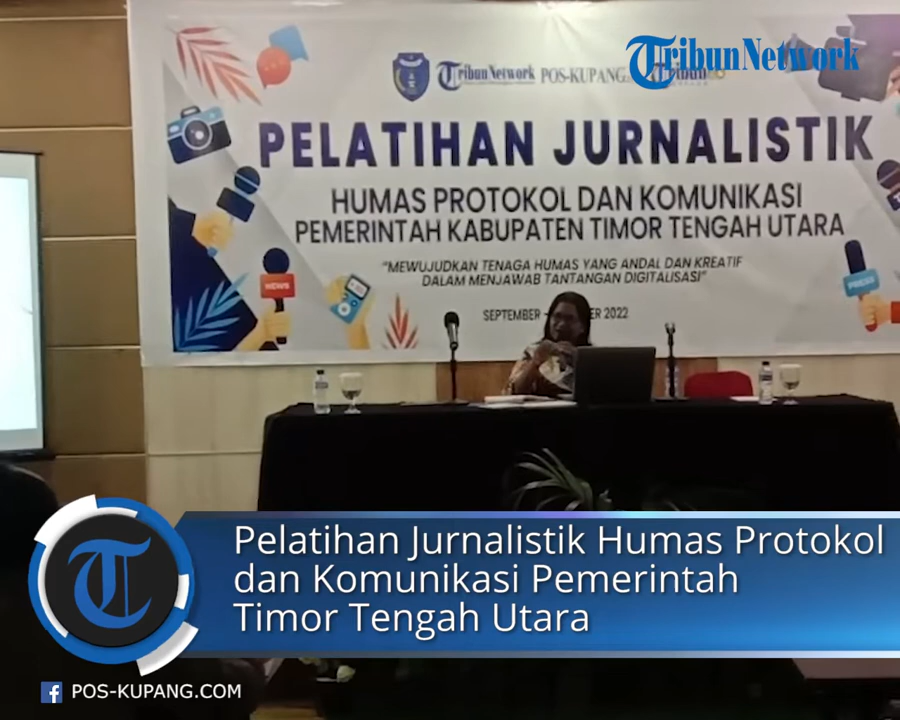 TribunNetwork
TribunNetwork POS-KUPANG
PELATIHAN JURNALISTIK
HUMAS PROTOKOL DAN KOMUNIKASI
PEMERINTAH KABUPATEN TIMOR TENGAH UTARA
"MEWUJUDKAN TENAGA HUMAS YANG ANDAL DAN KREATIF
DALAM MENJAWAB TANTANGAN DIGITALISASI"
SEPTEMBER - ER 2022
NEWS
PRESS
Pelatihan Jurnalistik Humas Protokol
dan Komunikasi Pemerintah
Timor Tengah Utara
T
POS-KUPANG.COM